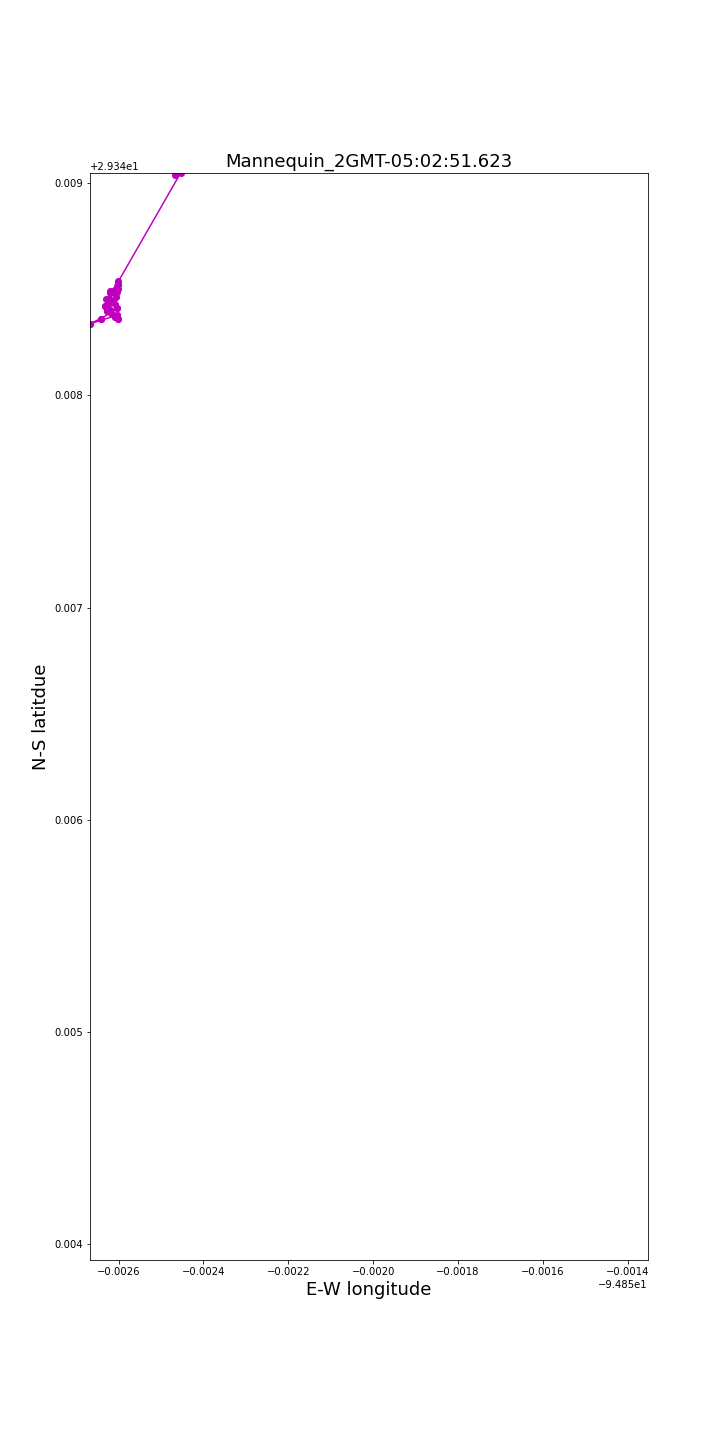 Mannequin_2GMT-05:02:51.623
+2.934e1
0.009
0.008
0.007
0.006
0.005
0.004
N-S latitdue
−0.0026 −0.0024 −0.0022 −0.0020 −0.0018 −0.0016 −0.0014
−9.485e1
E-W longitude